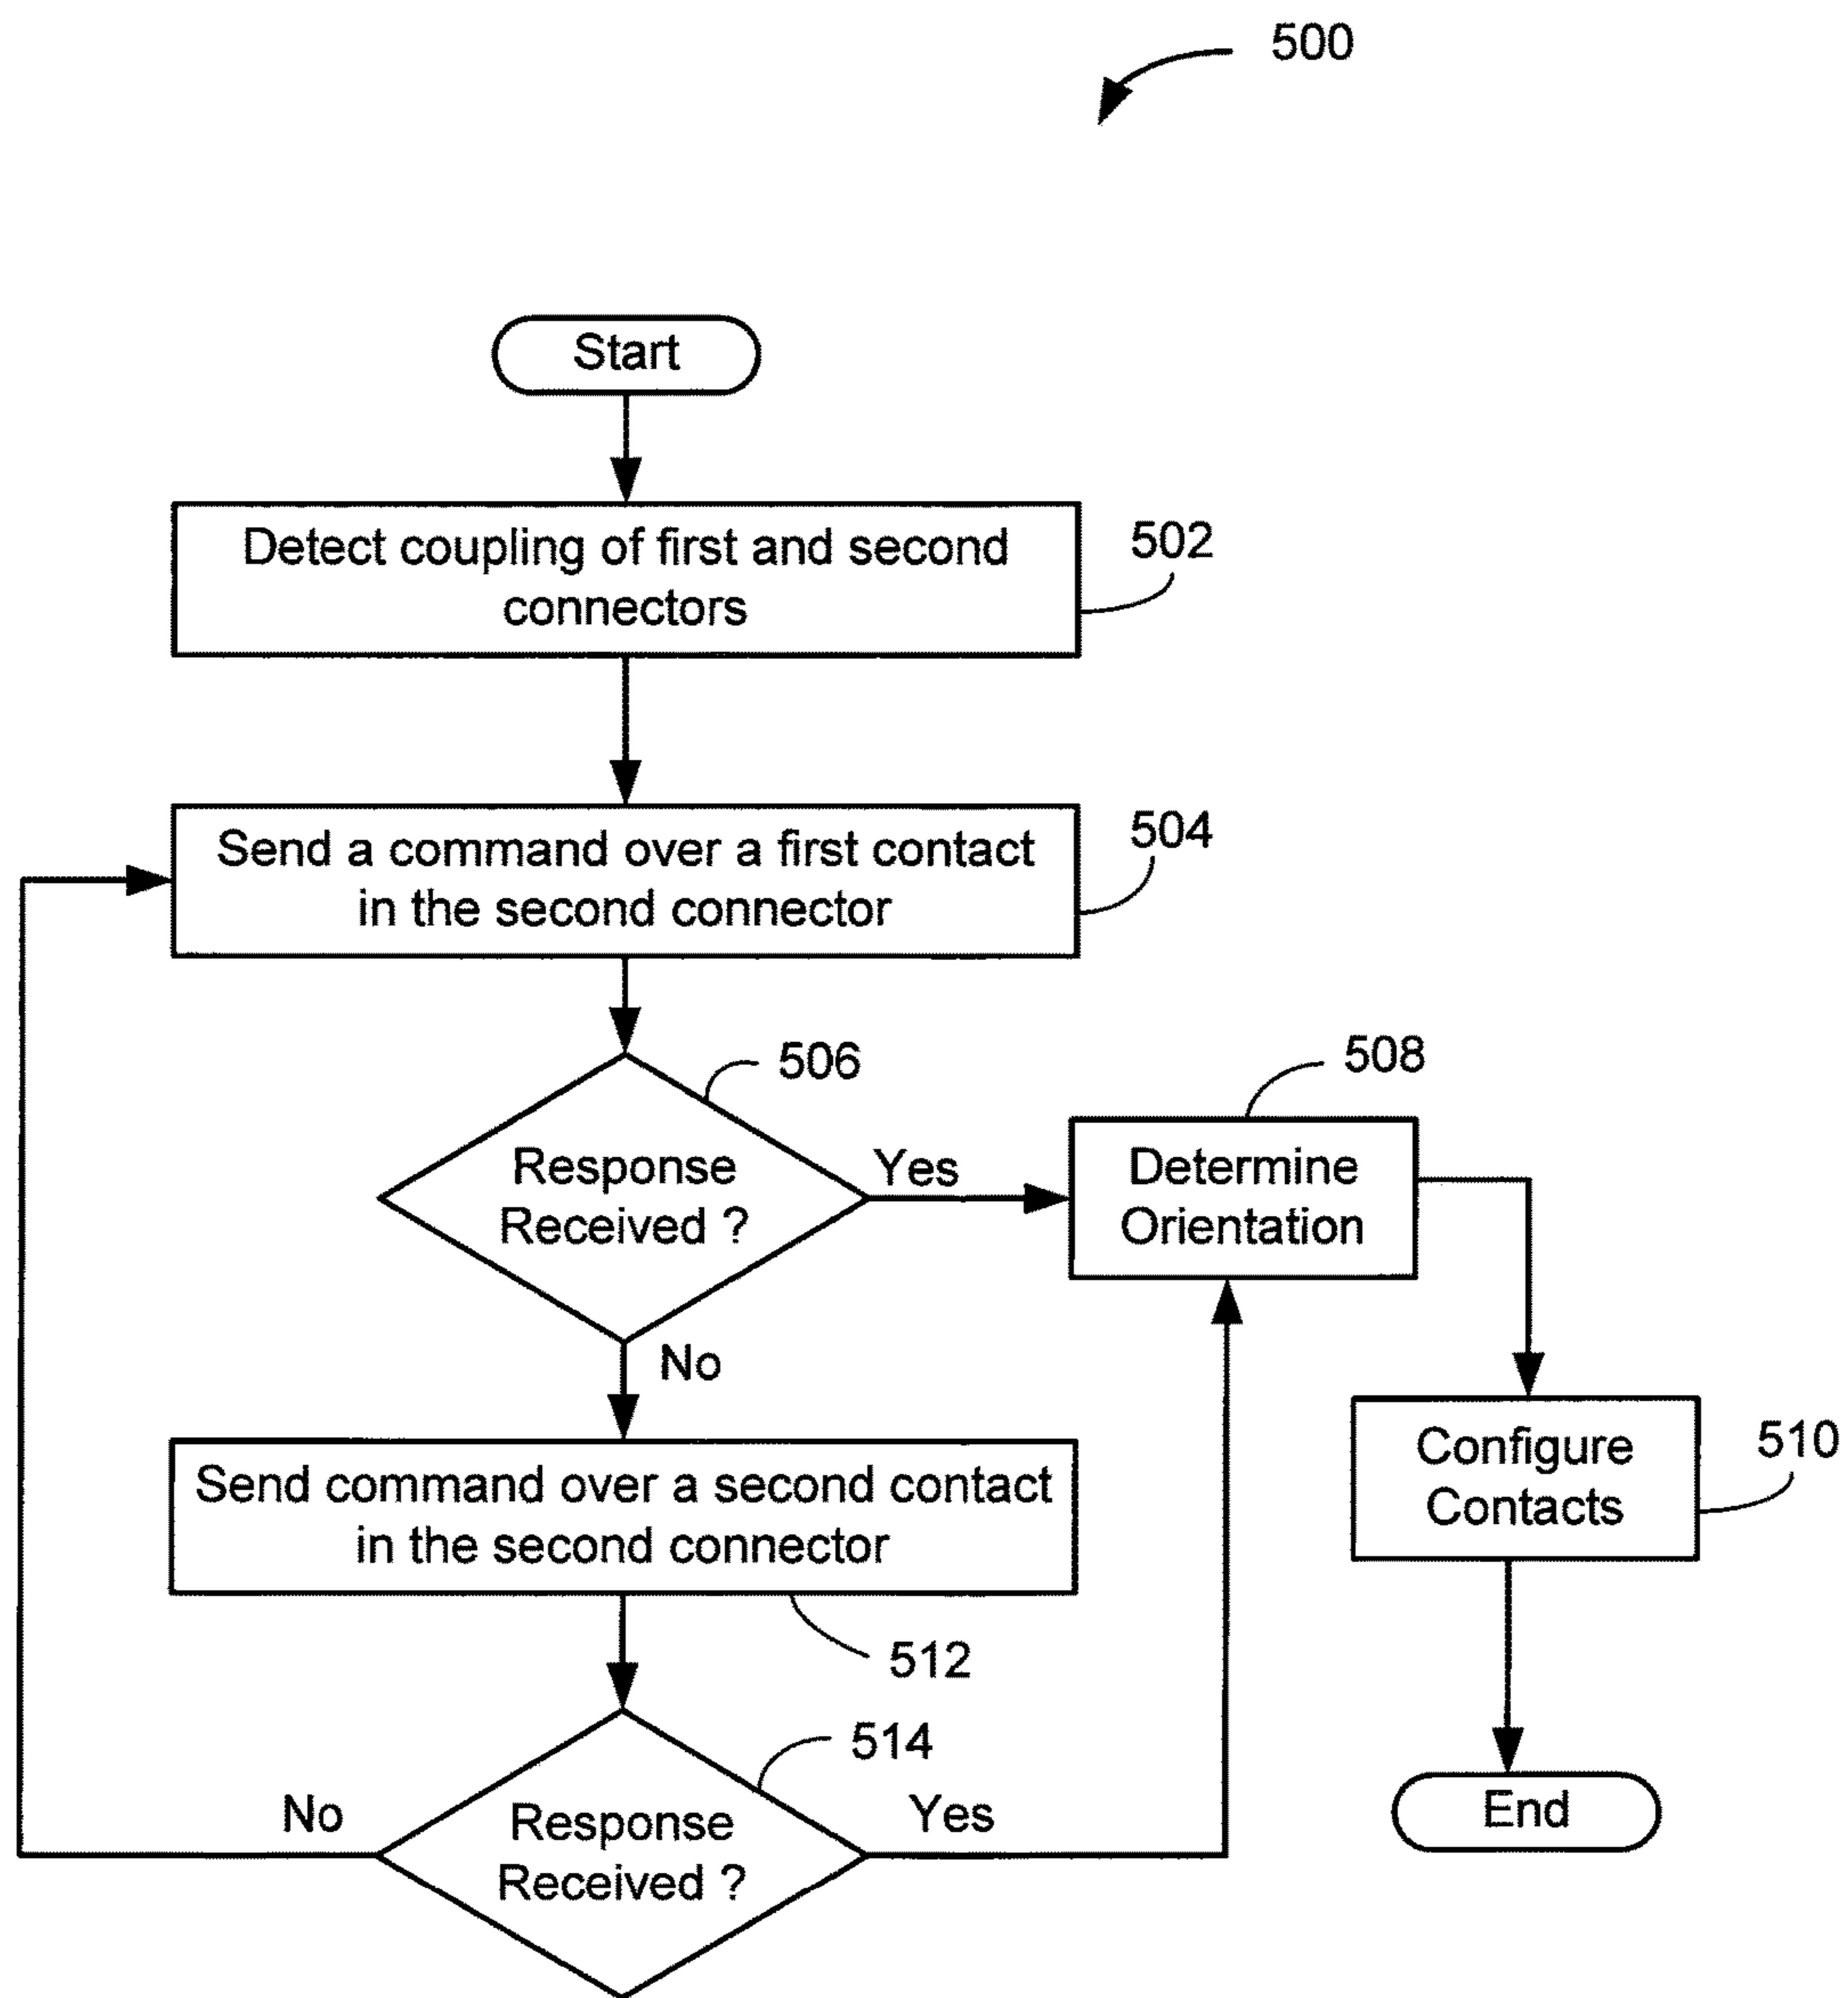 500
Start
Detect coupling of first and second
connectors
502
Send a command over a first contact
in the second connector
504
506
Response
Received ?
Yes
No
508
Determine
Orientation
Configure
Contacts
510
Send command over a second contact
in the second connector
512
514
Response
Received ?
No
Yes
End